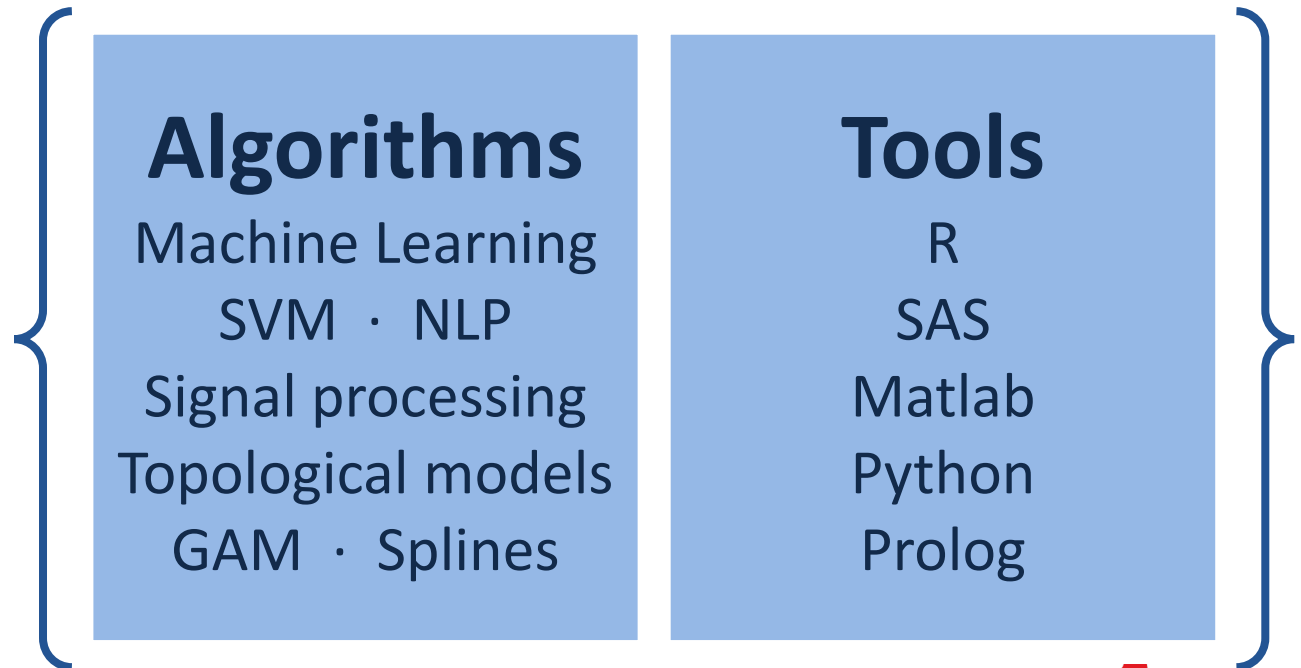 Algorithms
Machine Learning
SVM · NLP
Signal processing
Topological models
GAM · Splines
Tools
R
SAS
Matlab
Python
Prolog